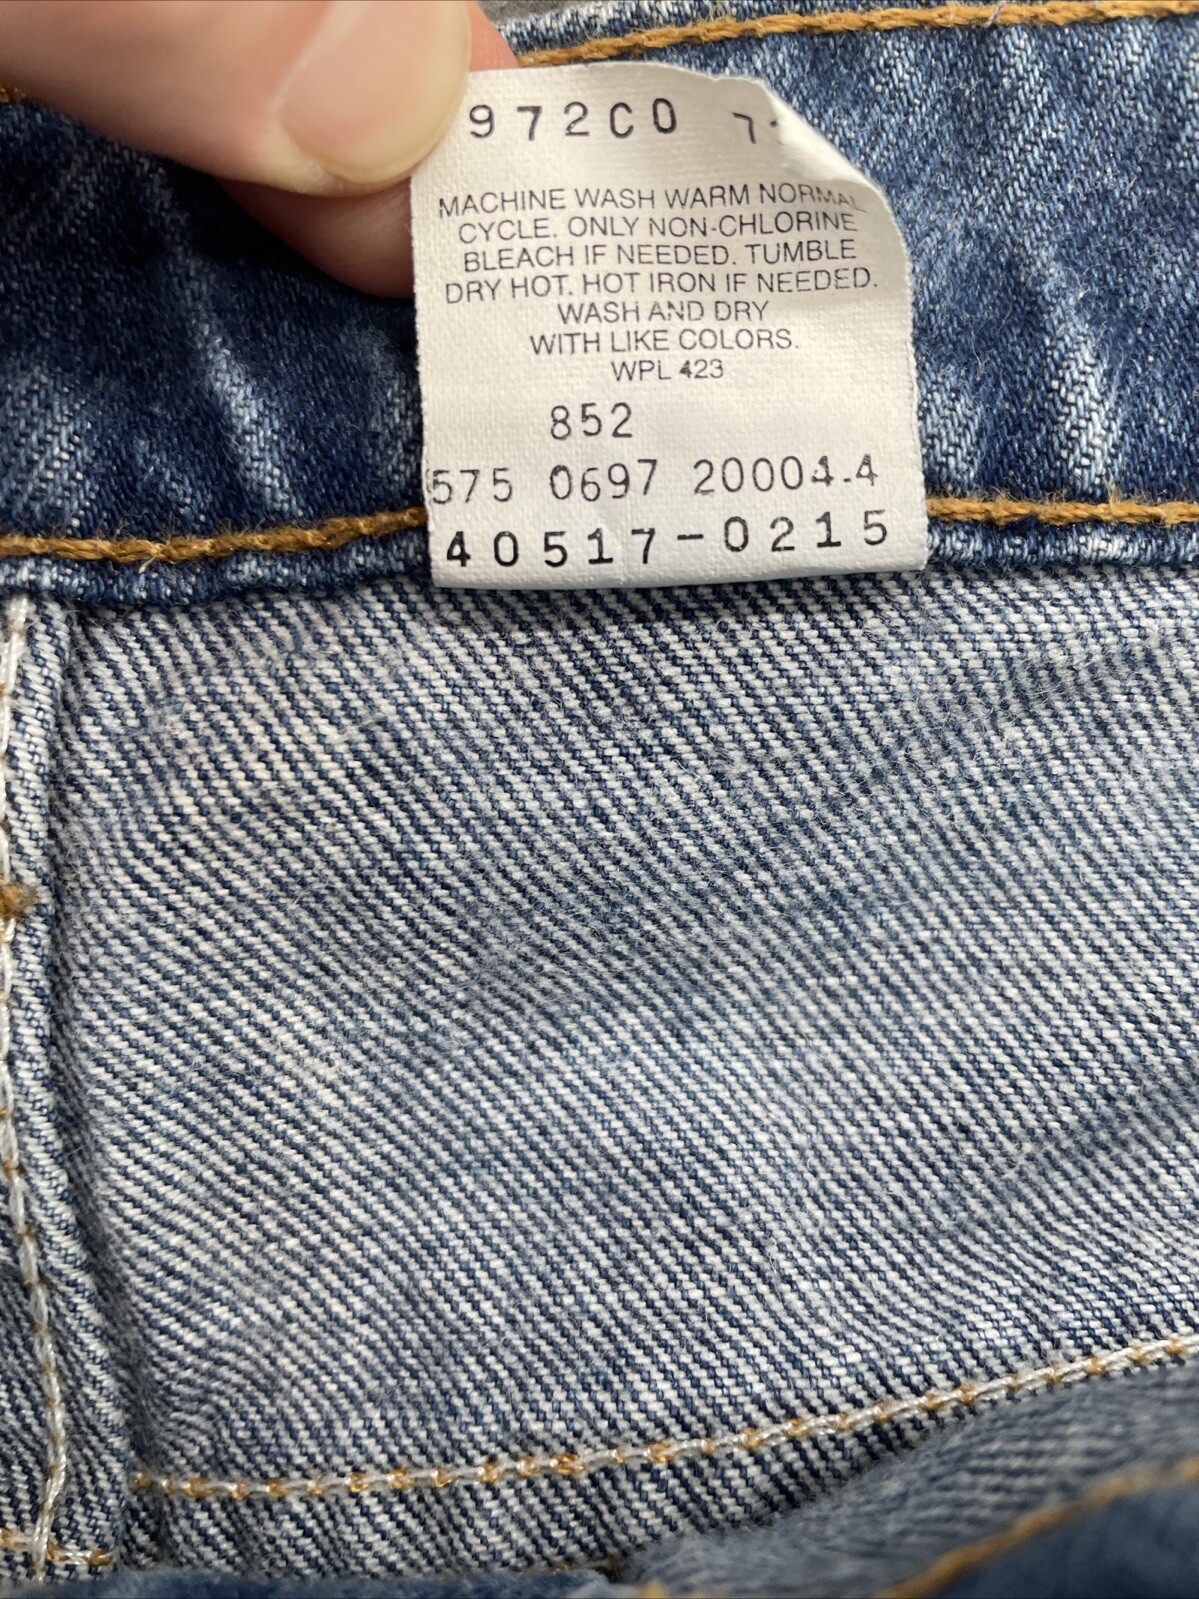 972C0 7
MACHINE WASH WARM NORMAL
CYCLE. ONLY NON-CHLORINE
BLEACH IF NEEDED. TUMBLE
DRY HOT. HOT IRON IF NEEDED.
WASH AND DRY
WITH LIKE COLORS.
WPL 423
852
575 0697 20004.4
40517-0215